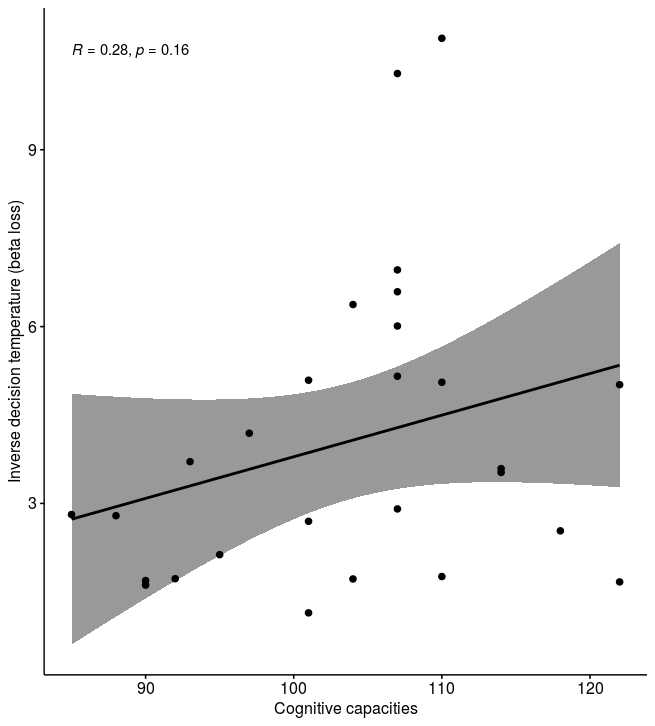 R = 0.28, p = 0.16
9
6
3
Inverse decision temperature (beta loss)
90 100 110 120
Cognitive capacities